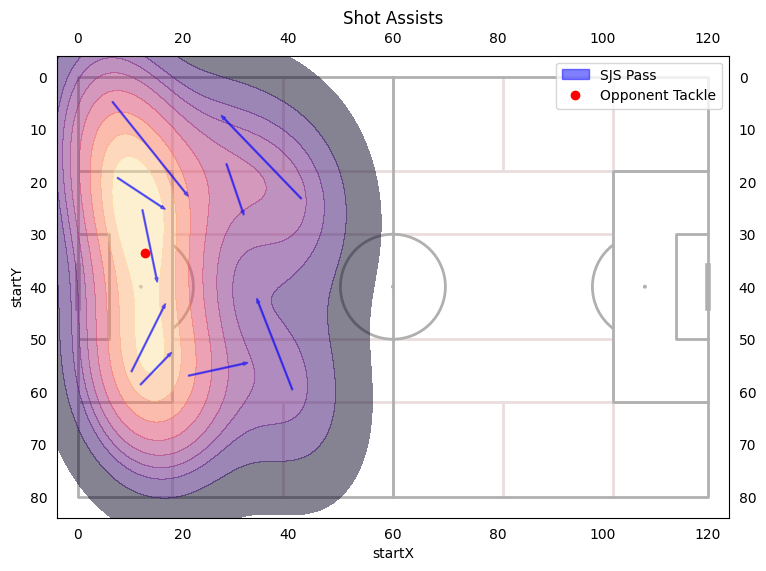 Shot Assists
0 20 40 60 80 100 120
SJS Pass
Opponent Tackle
0 0
10 10
20 20
30 30
startY
40 40
50 50
60 60
70 70
80 80
0 20 40 60 80 100 120
startX